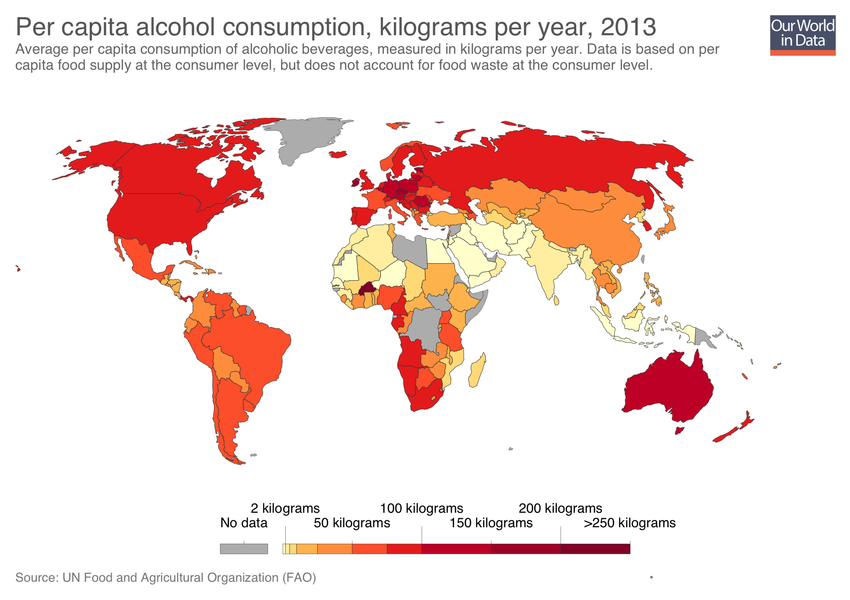 Per capita alcohol consumption, kilograms per year, 2013
Our World
in Data
Average per capita consumption of alcoholic beverages, measured in kilograms per year. Data is based on per
capita food supply at the consumer level, but does not account for food waste at the consumer level.
2 kilograms 100 kilograms 200 kilograms
No data 50 kilograms 150 kilograms >250 kilograms
Source: UN Food and Agricultural Organization (FAO)